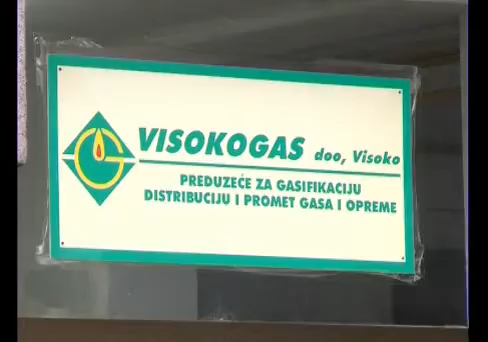 VISOKOGAS doo, Visoko
PREDUZEĆE ZA GASIFIKACIJU
DISTRIBUCIJU I PROMET GASA I OPREME